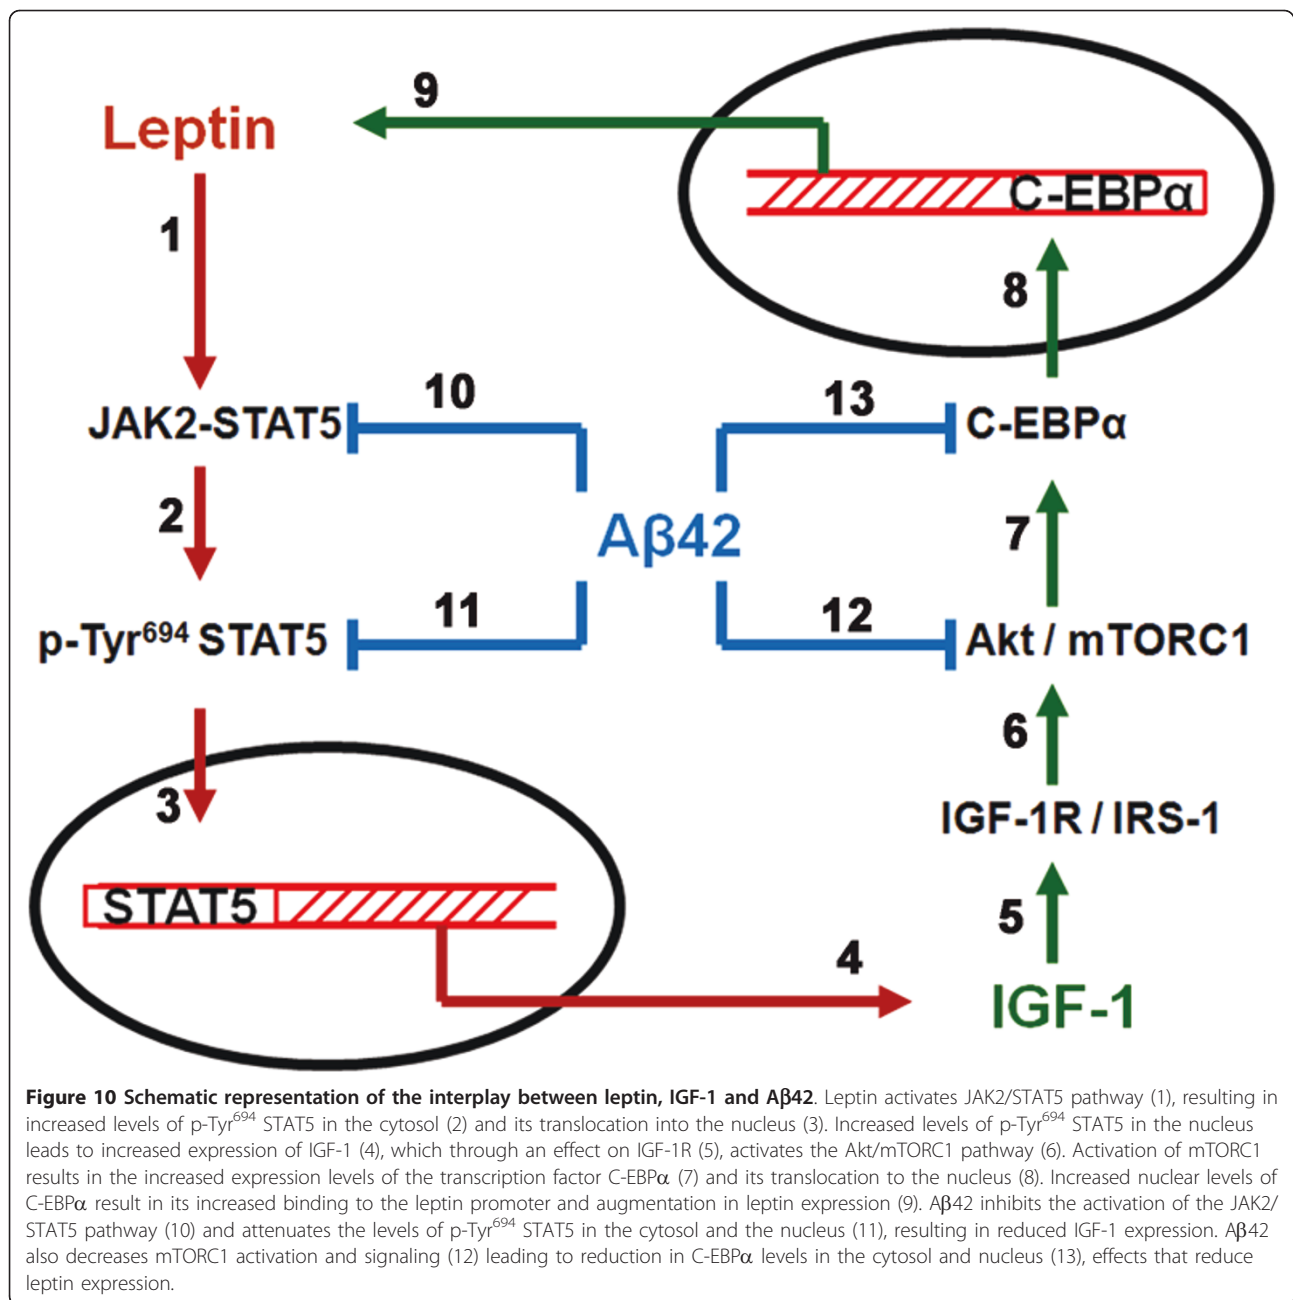 9
Leptin
C-EBPα
1
8
10
13
JAK2-STAT5
C-EBPα
2
Aβ42
7
11
12
p-Tyr⁶⁹⁴ STAT5
Akt / mTORC1
6
3
IGF-1R / IRS-1
STAT5
5
4
IGF-1
Figure 10 Schematic representation of the interplay between leptin, IGF-1 and Aβ42. Leptin activates JAK2/STAT5 pathway (1), resulting in
increased levels of p-Tyr⁶⁹⁴ STAT5 in the cytosol (2) and its translocation into the nucleus (3). Increased levels of p-Tyr⁶⁹⁴ STAT5 in the nucleus
leads to increased expression of IGF-1 (4), which through an effect on IGF-1R (5), activates the Akt/mTORC1 pathway (6). Activation of mTORC1
results in the increased expression levels of the transcription factor C-EBPα (7) and its translocation to the nucleus (8). Increased nuclear levels of
C-EBPα result in its increased binding to the leptin promoter and augmentation in leptin expression (9). Aβ42 inhibits the activation of the JAK2/
STAT5 pathway (10) and attenuates the levels of p-Tyr⁶⁹⁴ STAT5 in the cytosol and the nucleus (11), resulting in reduced IGF-1 expression. Aβ42
also decreases mTORC1 activation and signaling (12) leading to reduction in C-EBPα levels in the cytosol and nucleus (13), effects that reduce
leptin expression.